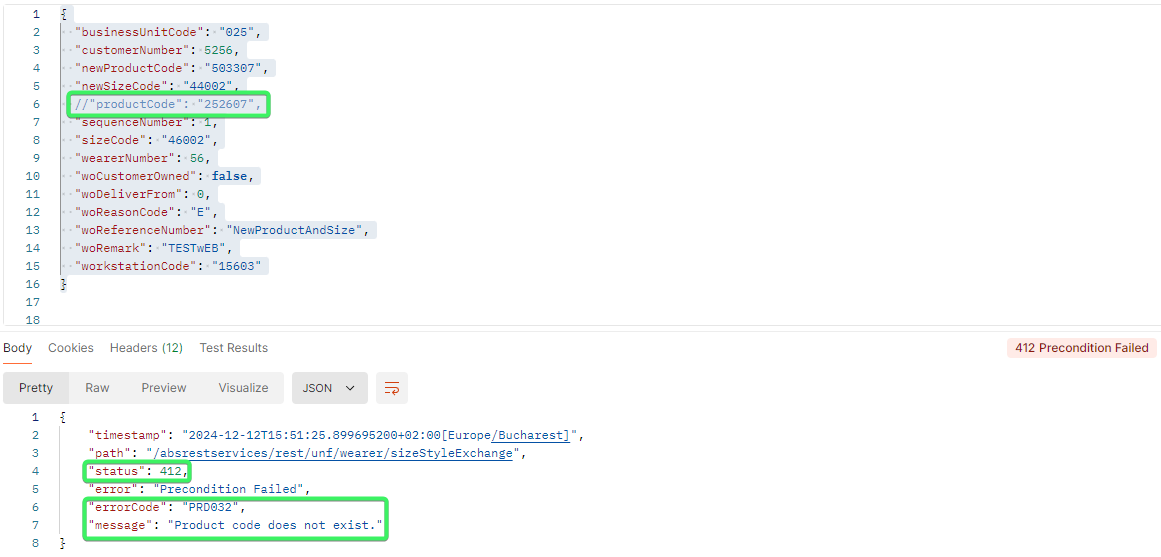 1 {
2 "businessUnitCode": "025",
3 "customerNumber": 5256,
4 "newProductCode": "503307",
5 "newSizeCode": "44002",
6 //"productCode": "252607",
7 "sequenceNumber": 1,
8 "sizeCode": "46002",
9 "wearerNumber": 56,
10 "woCustomerOwned": false,
11 "woDeliverFrom": 0,
12 "woReasonCode": "E",
13 "woReferenceNumber": "NewProductAndSize",
14 "woRemark": "TESTwEB",
15 "workstationCode": "15603"
16 }
17
18
Body Cookies Headers (12) Test Results 412 Precondition Failed
Pretty Raw Preview Visualize JSON
1 {
2 "timestamp": "2024-12-12T15:51:25.899695200+02:00[Europe/Bucharest]",
3 "path": "/absrestservices/rest/unf/wearer/sizeStyleExchange",
4 "status": 412,
5 "error": "Precondition Failed",
6 "errorCode": "PRD032",
7 "message": "Product code does not exist."
8 }